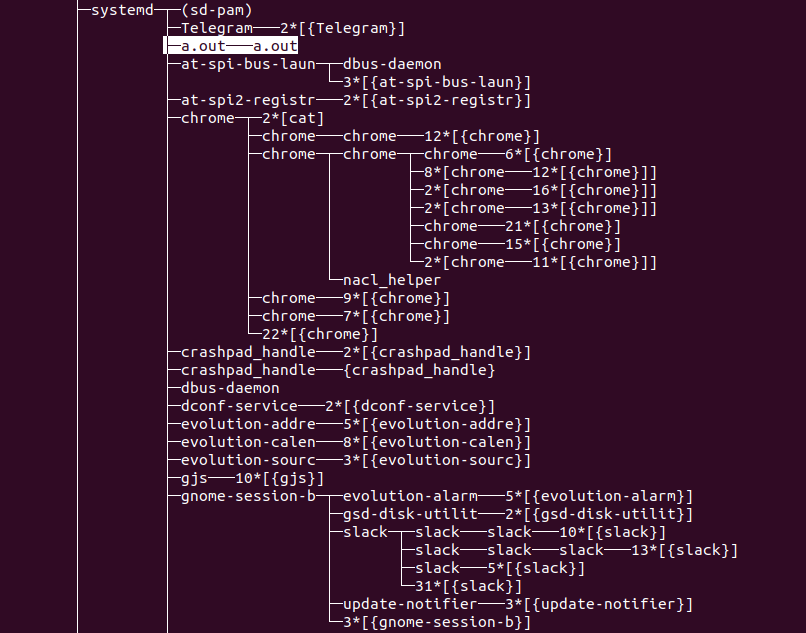 systemd─┬─(sd-pam)
├─Telegram───2*[{Telegram}]
├─a.out───a.out
├─at-spi-bus-laun─┬─dbus-daemon
└─3*[{at-spi-bus-laun}]
├─at-spi2-registr───2*[{at-spi2-registr}]
├─chrome─┬─2*[cat]
├─chrome───chrome───12*[{chrome}]
├─chrome─┬─chrome─┬─chrome───6*[{chrome}]
├─8*[chrome───12*[{chrome}]]
├─2*[chrome───16*[{chrome}]]
├─2*[chrome───13*[{chrome}]]
├─chrome───21*[{chrome}]
├─chrome───15*[{chrome}]
└─2*[chrome───11*[{chrome}]]
└─nacl_helper
├─chrome───9*[{chrome}]
├─chrome───7*[{chrome}]
└─22*[{chrome}]
├─crashpad_handle───2*[{crashpad_handle}]
├─crashpad_handle───{crashpad_handle}
├─dbus-daemon
├─dconf-service───2*[{dconf-service}]
├─evolution-addre───5*[{evolution-addre}]
├─evolution-calen───8*[{evolution-calen}]
├─evolution-sourc───3*[{evolution-sourc}]
├─gjs───10*[{gjs}]
├─gnome-session-b─┬─evolution-alarm───5*[{evolution-alarm}]
├─gsd-disk-utilit───2*[{gsd-disk-utilit}]
├─slack─┬─slack───slack───10*[{slack}]
├─slack───slack───slack───13*[{slack}]
├─slack───5*[{slack}]
└─31*[{slack}]
├─update-notifier───3*[{update-notifier}]
└─3*[{gnome-session-b}]